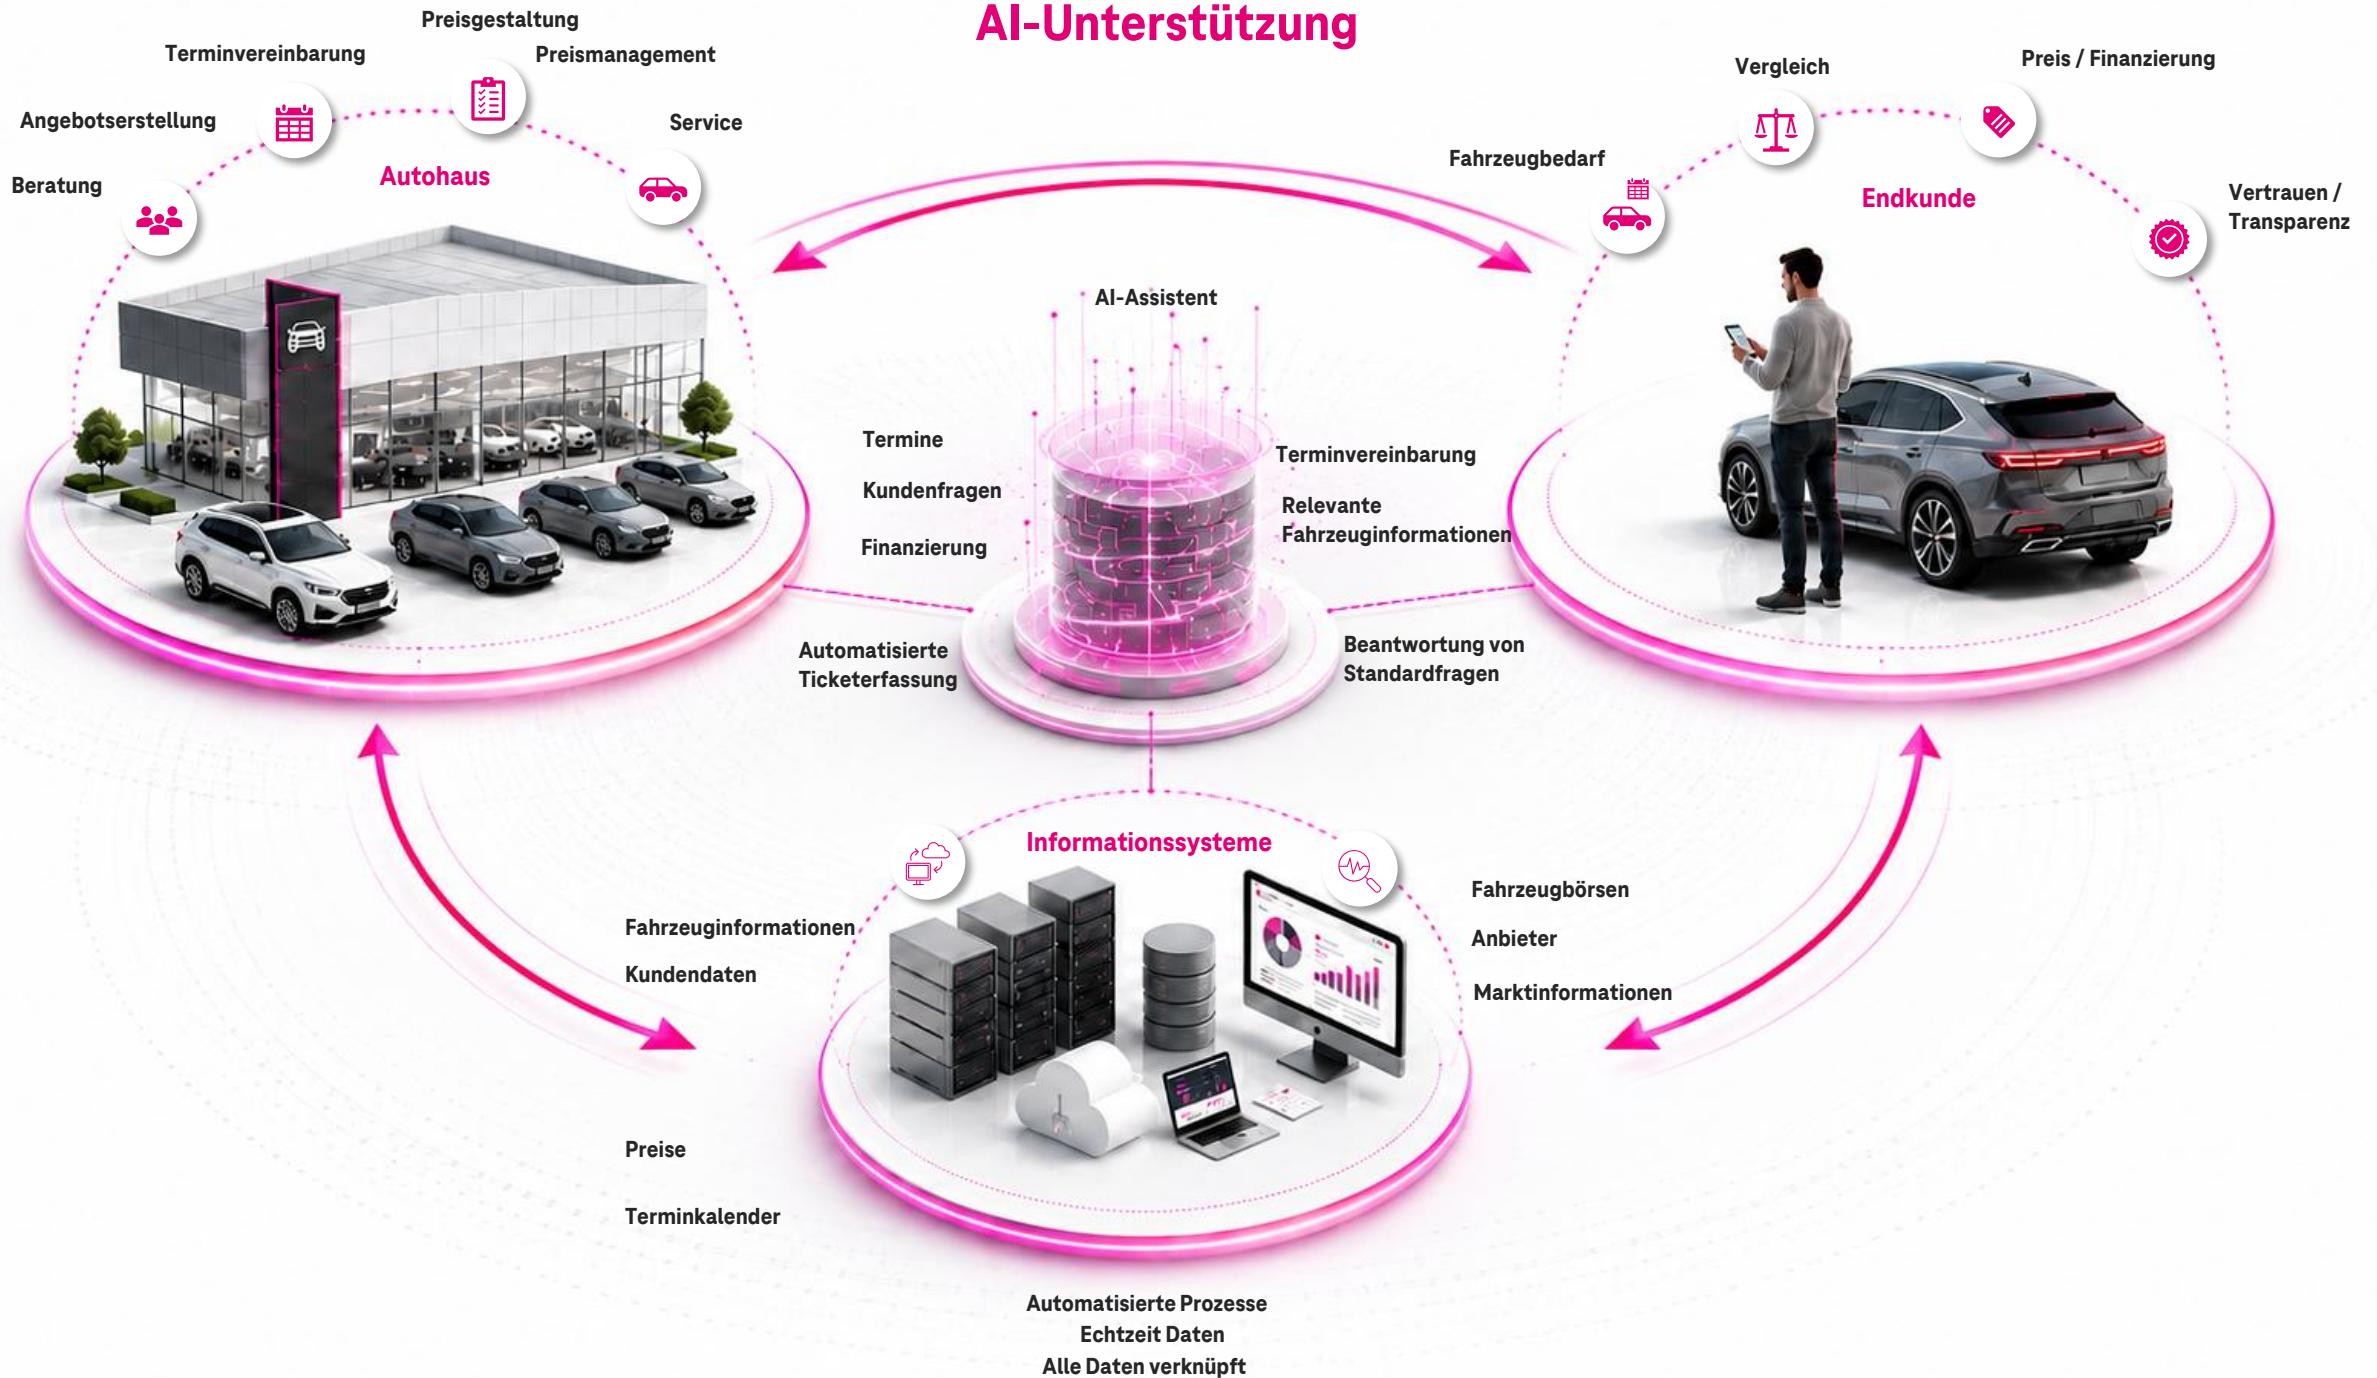 AI-Unterstützung
Preisgestaltung
Terminvereinbarung
Preismanagement
Angebotserstellung
Service
Autohaus
Beratung
Vergleich
Preis / Finanzierung
Fahrzeugbedarf
Endkunde
Vertrauen /
Transparenz
AI-Assistent
Termine
Kundenfragen
Finanzierung
Automatisierte
Ticketerfassung
Terminvereinbarung
Relevante
Fahrzeuginformationen
Beantwortung von
Standardfragen
Informationssysteme
Fahrzeuginformationen
Kundendaten
Preise
Terminkalender
Fahrzeugbörsen
Anbieter
Marktinformationen
Automatisierte Prozesse
Echtzeit Daten
Alle Daten verknüpft